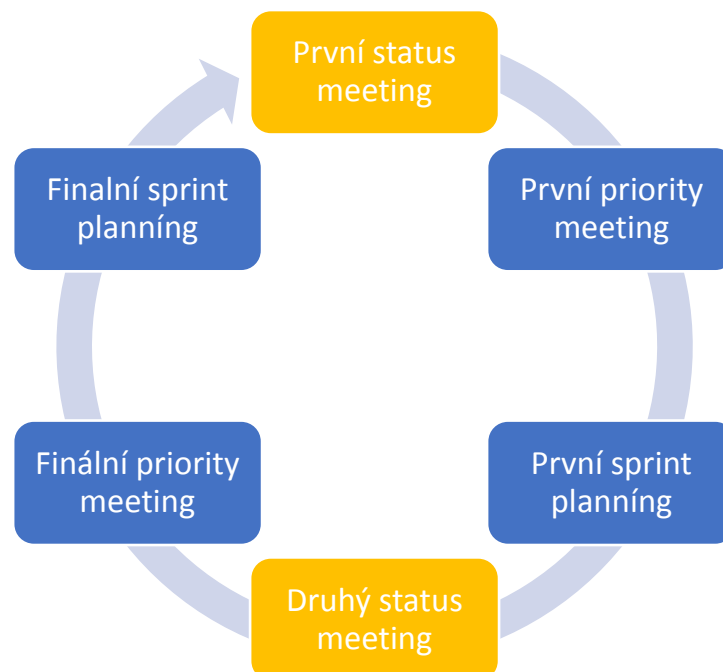 První status
meeting
První priority
meeting
První sprint
planníng
Druhý status
meeting
Finální priority
meeting
Finalní sprint
planníng